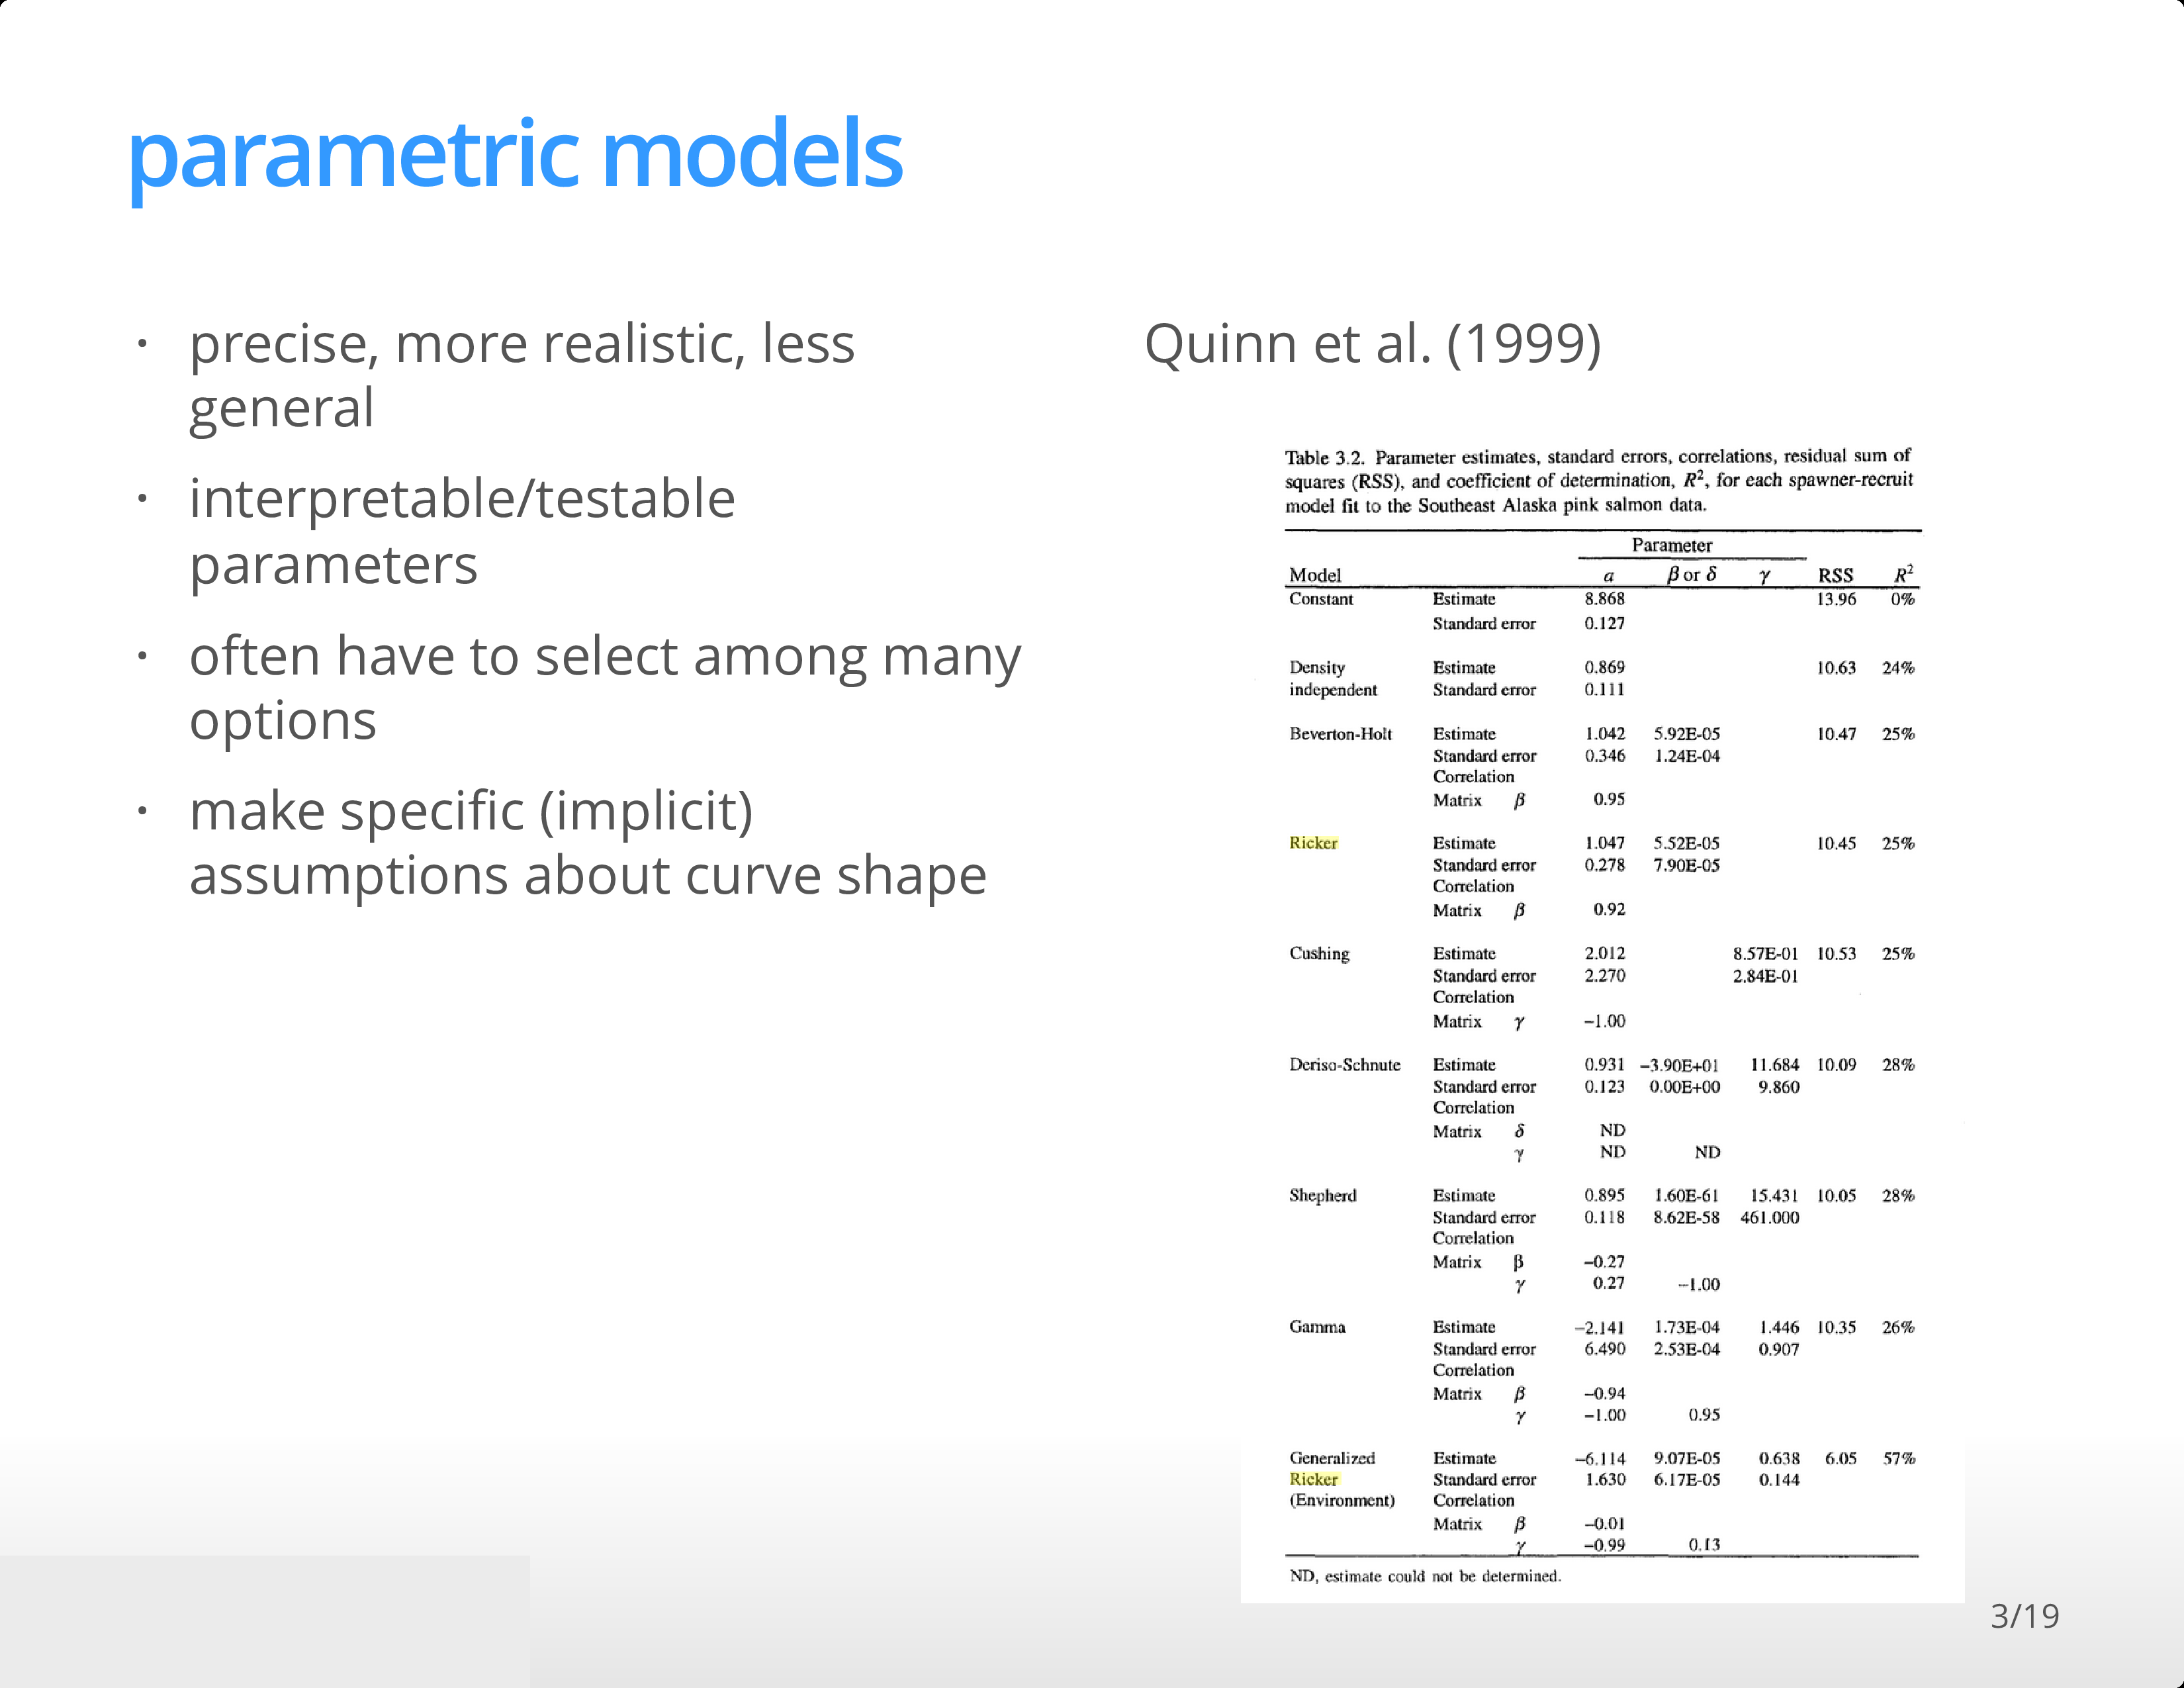 parametric models
· precise, more realistic, less
general
· interpretable/testable
parameters
· often have to select among many
options
· make specific (implicit)
assumptions about curve shape
Quinn et al. (1999)
Table 3.2. Parameter estimates, standard errors, correlations, residual sum of
squares (RSS), and coefficient of determination, R², for each spawner-recruit
model fit to the Southeast Alaska pink salmon data.
Parameter
Model α β or δ γ RSS R²
Constant Estimate 8.868 13.96 0%
Standard error 0.127
Density Estimate 0.869 10.63 24%
independent Standard error 0.111
Beverton-Holt Estimate 1.042 5.92E-05 10.47 25%
Standard error 0.346 1.24E-04
Correlation
Matrix β 0.95
Ricker Estimate 1.047 5.52E-05 10.45 25%
Standard error 0.278 7.90E-05
Correlation
Matrix β 0.92
Cushing Estimate 2.012 8.57E-01 10.53 25%
Standard error 2.270 2.84E-01
Correlation
Matrix γ –1.00
Deriso-Schnute Estimate 0.931 –3.90E+01 11.684 10.09 28%
Standard error 0.123 0.00E+00 9.860
Correlation
Matrix δ ND
γ ND ND
Shepherd Estimate 0.895 1.60E-61 15.431 10.05 28%
Standard error 0.118 8.62E-58 461.000
Correlation
Matrix β –0.27
γ 0.27 –1.00
Gamma Estimate –2.141 1.73E-04 1.446 10.35 26%
Standard error 6.490 2.53E-04 0.907
Correlation
Matrix β –0.94
γ –1.00 0.95
Generalized Estimate –6.114 9.07E-05 0.638 6.05 57%
Ricker Standard error 1.630 6.17E-05 0.144
(Environment) Correlation
Matrix β –0.01
γ –0.99 0.13
ND, estimate could not be determined.
3/19